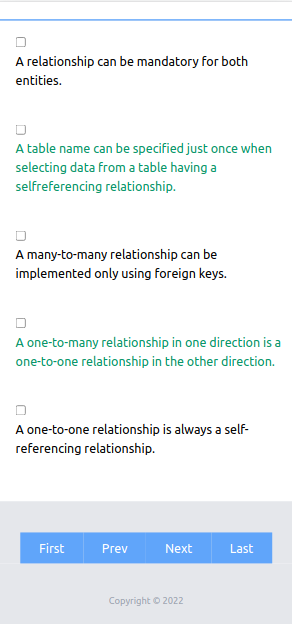 A relationship can be mandatory for both
entities.
A table name can be specified just once when
selecting data from a table having a
selfreferencing relationship.
A many-to-many relationship can be
implemented only using foreign keys.
A one-to-many relationship in one direction is a
one-to-one relationship in the other direction.
A one-to-one relationship is always a self-
referencing relationship.
First Prev Next Last
Copyright © 2022